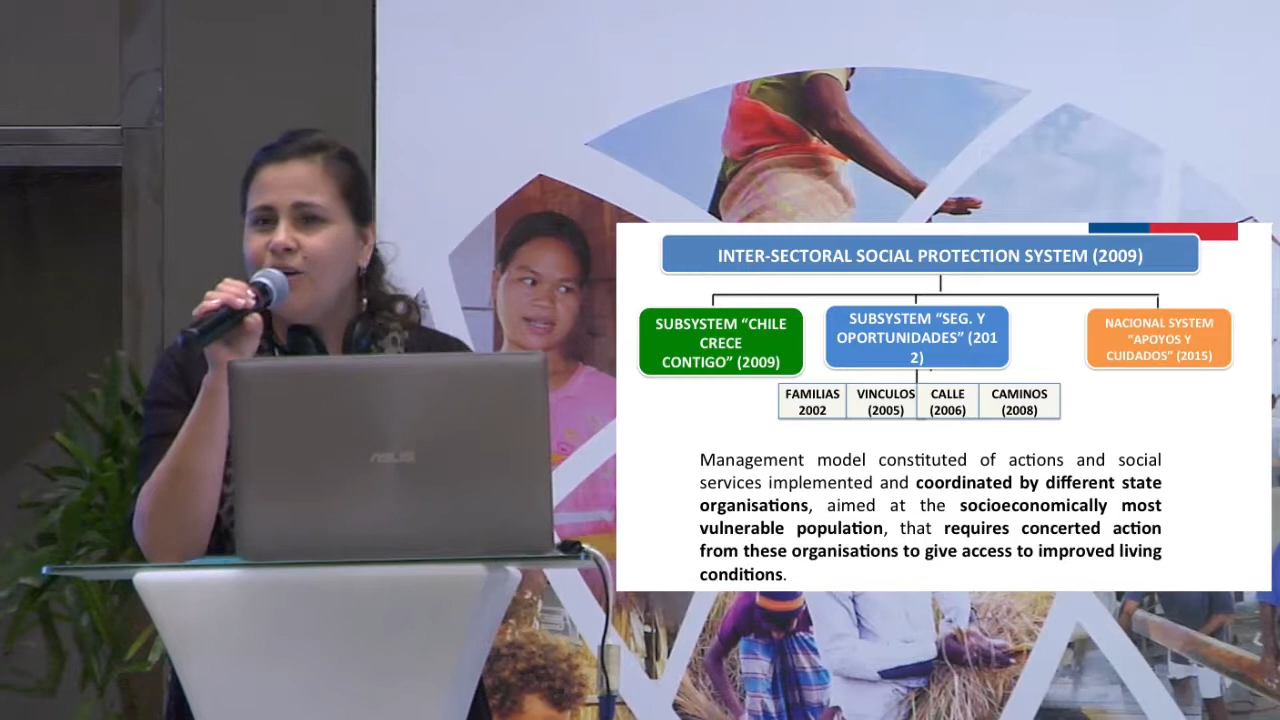 INTER-SECTORAL SOCIAL PROTECTION SYSTEM (2009)
SUBSYSTEM “CHILE
CRECE
CONTIGO” (2009)
SUBSYSTEM “SEG. Y
OPORTUNIDADES” (201
2)
NACIONAL SYSTEM
“APOYOS Y
CUIDADOS” (2015)
FAMILIAS
2002
VINCULOS
(2005)
CALLE
(2006)
CAMINOS
(2008)
Management model constituted of actions and social
services implemented and coordinated by different state
organisations, aimed at the socioeconomically most
vulnerable population, that requires concerted action
from these organisations to give access to improved living
conditions.
ASUS